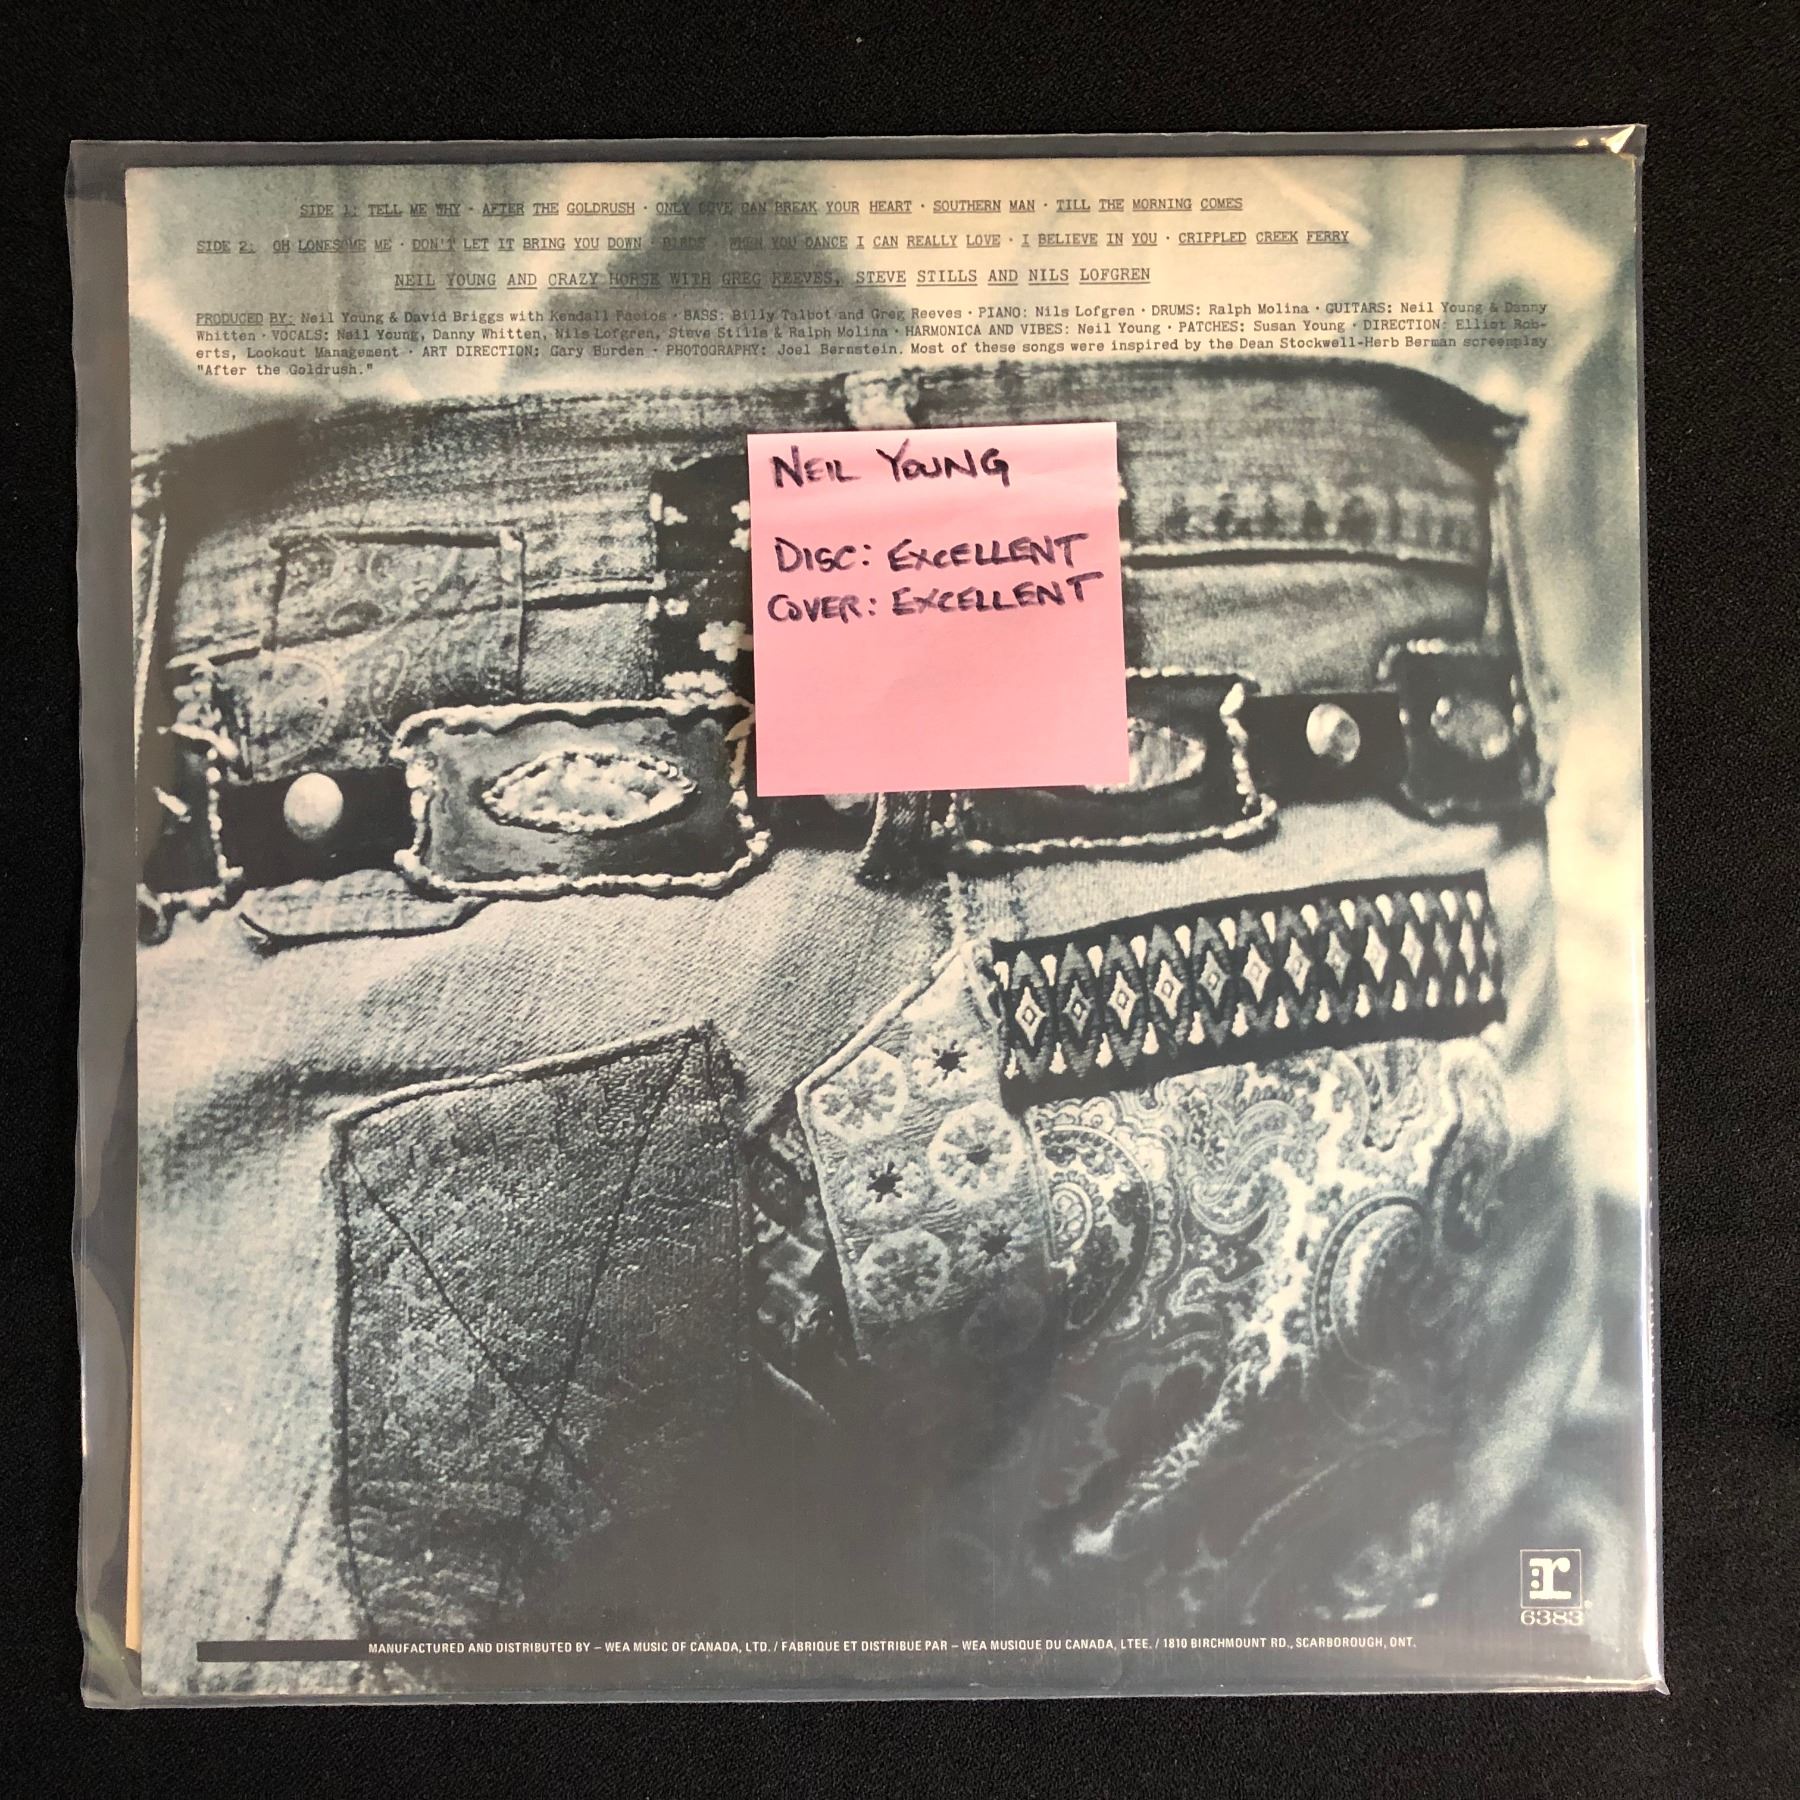 SIDE 1: TELL ME WHY · AFTER THE GOLDRUSH · ONLY LOVE CAN BREAK YOUR HEART · SOUTHERN MAN · TILL THE MORNING COMES
SIDE 2: OH LONESOME ME · DON'T LET IT BRING YOU DOWN · BIRDS · WHEN YOU DANCE I CAN REALLY LOVE · I BELIEVE IN YOU · CRIPPLED CREEK FERRY
NEIL YOUNG AND CRAZY HORSE WITH GREG REEVES, STEVE STILLS AND NILS LOFGREN
PRODUCED BY: Neil Young & David Briggs with Kendall Pacios · BASS: Billy Talbot and Greg Reeves · PIANO: Nils Lofgren · DRUMS: Ralph Molina · GUITARS: Neil Young & Danny
Whitten · VOCALS: Neil Young, Danny Whitten, Nils Lofgren, Steve Stills & Ralph Molina · HARMONICA AND VIBES: Neil Young · PATCHES: Susan Young · DIRECTION: Elliot Rob-
erts, Lookout Management · ART DIRECTION: Gary Burden · PHOTOGRAPHY: Joel Bernstein. Most of these songs were inspired by the Dean Stockwell-Herb Berman screenplay
"After the Goldrush."
NEIL YOUNG
DISC: EXCELLENT
COVER: EXCELLENT
r
6383
MANUFACTURED AND DISTRIBUTED BY – WEA MUSIC OF CANADA, LTD. / FABRIQUE ET DISTRIBUE PAR – WEA MUSIQUE DU CANADA, LTEE. / 1810 BIRCHMOUNT RD., SCARBOROUGH, ONT.